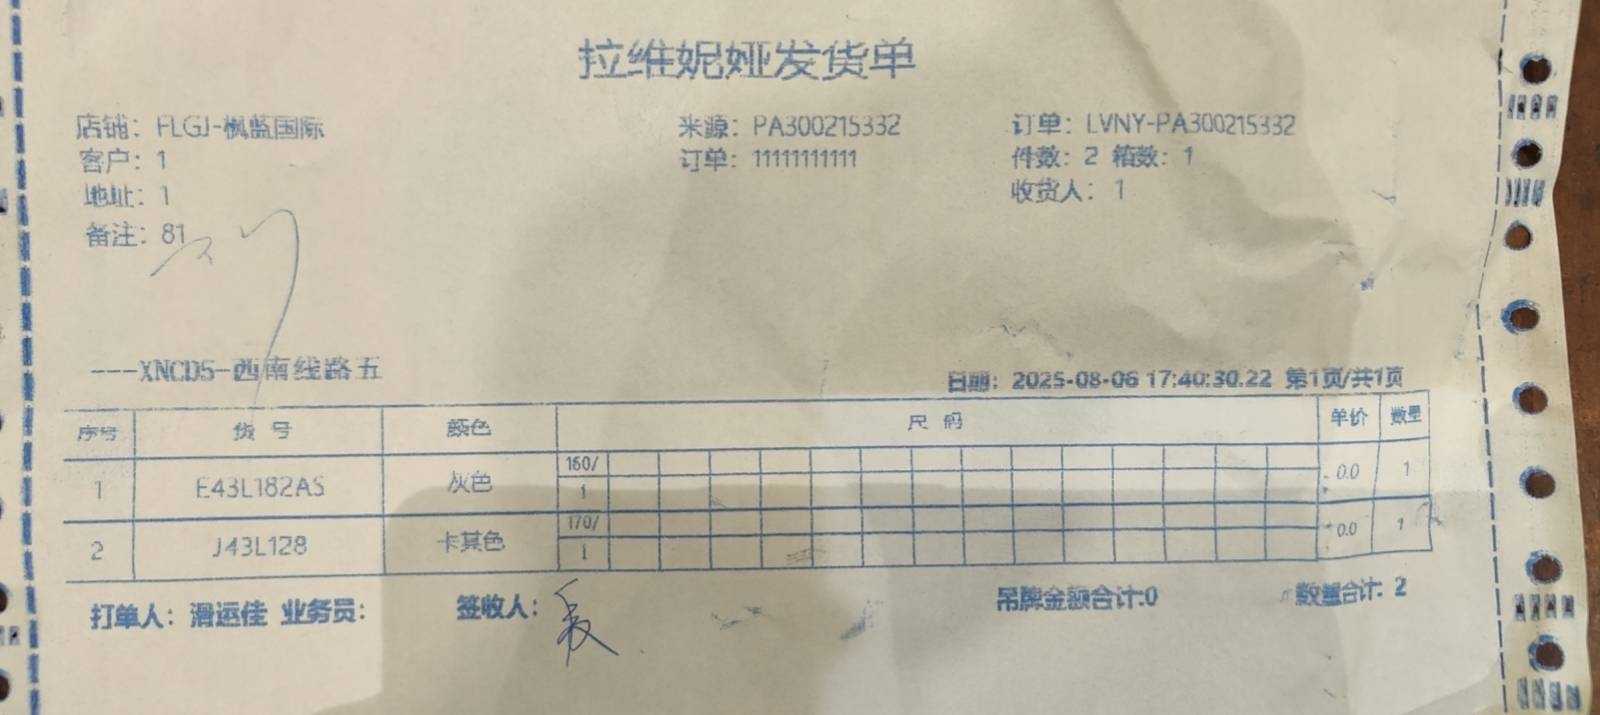 拉维妮娅发货单
店铺：FLGJ-枫蓝国际 来源：PA300215332 订单：LVNY-PA300215332
客户：1 订单：11111111111 件数：2 箱数：1
地址：1 收货人：1
备注：81
---XNCD5-西南线路五 日期：2025-08-06 17:40:30.22 第1页/共1页
序号 货号 颜色 尺码 单价 数量
160/
1 E43L182AS 灰色 1 0.0 1
170/
2 J43L128 卡其色 1 0.0 1
打单人：滑运佳 业务员： 签收人： 吊牌金额合计:0 数量合计: 2